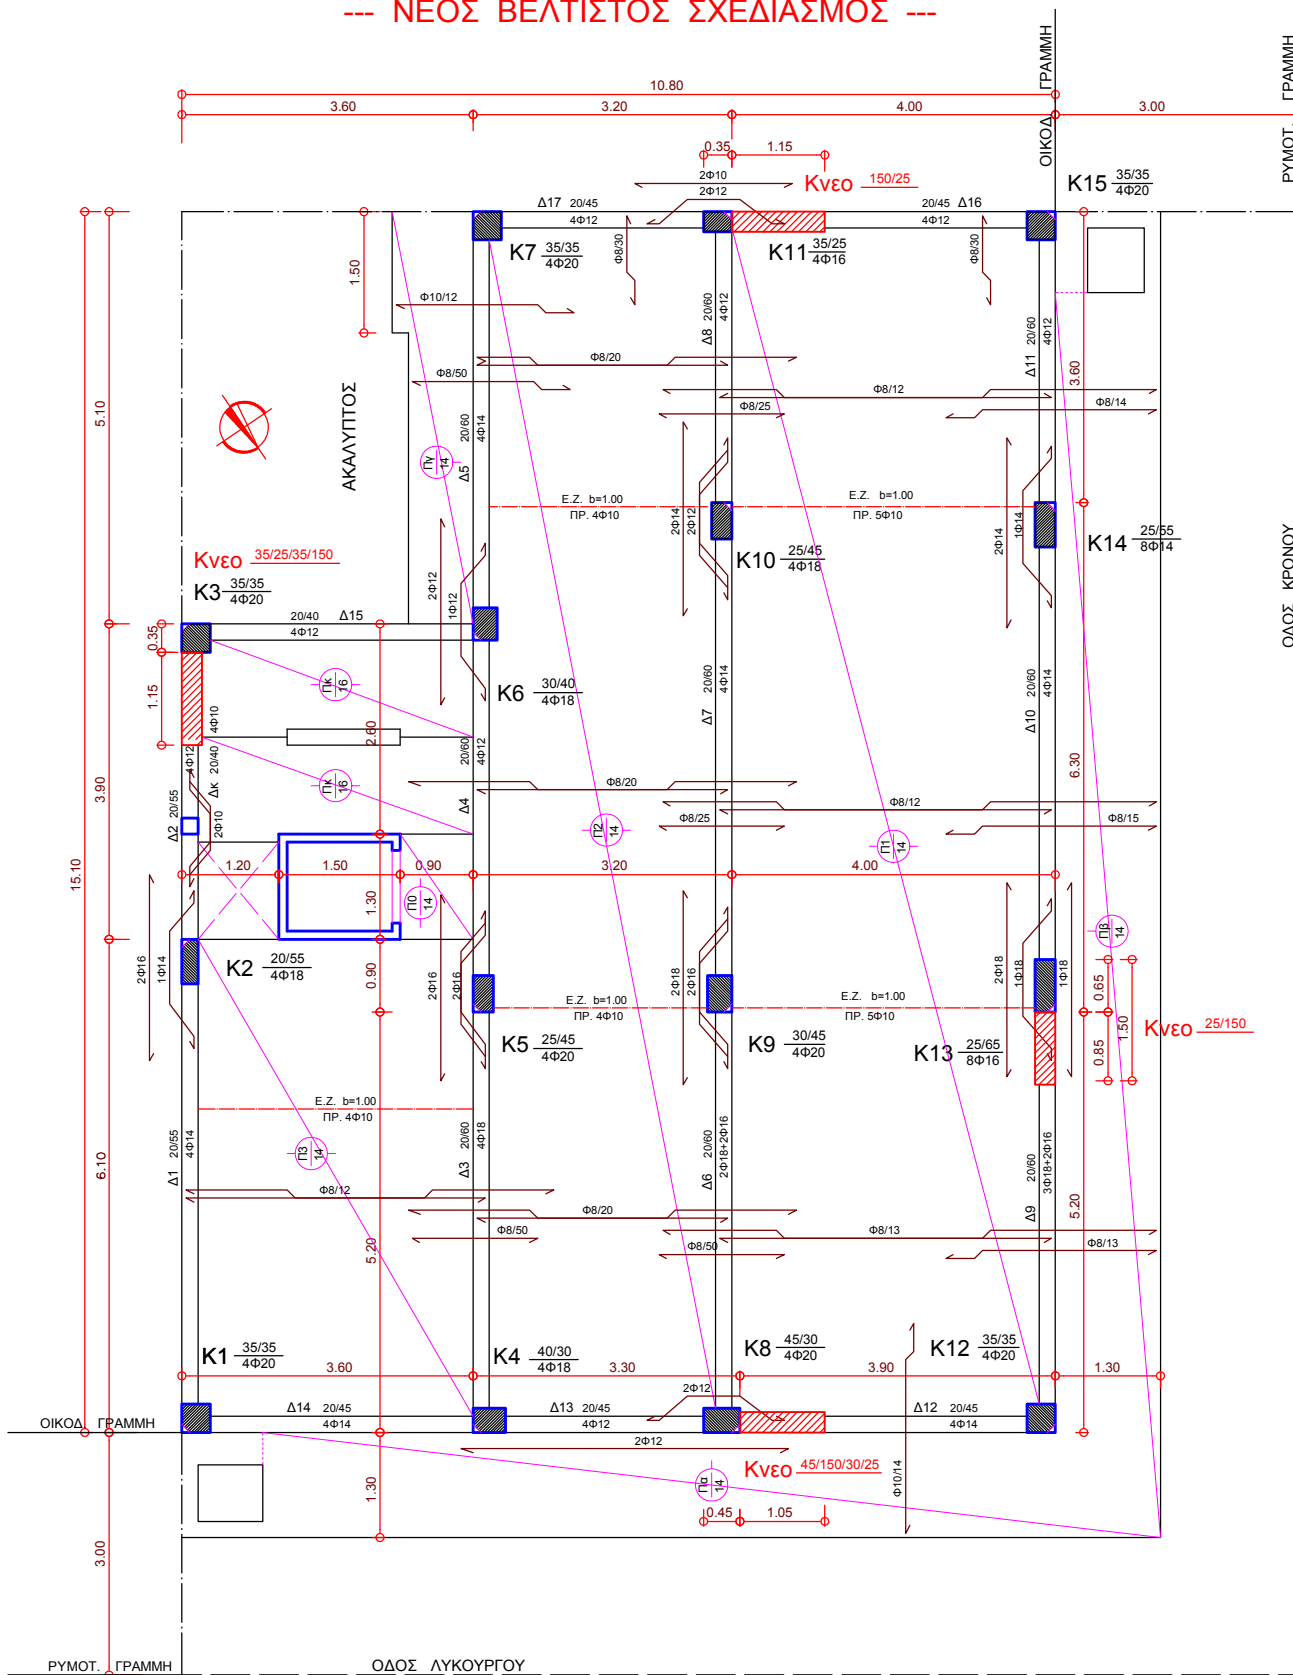 --- ΝΕΟΣ ΒΕΛΤΙΣΤΟΣ ΣΧΕΔΙΑΣΜΟΣ ---
ΟΙΚΟΔ. ΓΡΑΜΜΗ
ΡΥΜΟΤ. ΓΡΑΜΜΗ
10.80
3.60
3.20
4.00
3.00
0.35
1.15
2Φ10
2Φ12
Κνεο 150/25
Κ15 35/35
4Φ20
Δ17 20/45
4Φ12
20/45 Δ16
4Φ12
Κ7 35/35
4Φ20
Φ8/30
Κ11 35/25
4Φ16
Φ8/30
1.50
Φ10/12
Δ8 20/60
4Φ12
Δ11 20/60
4Φ12
3.60
Φ8/20
Φ8/50
Φ8/12
Φ8/14
Φ8/25
5.10
ΑΚΑΛΥΠΤΟΣ
Δ5 20/60
4Φ14
Πγ
14
Ε.Ζ. b=1.00
ΠΡ. 4Φ10
Ε.Ζ. b=1.00
ΠΡ. 5Φ10
2Φ14
2Φ12
2Φ14
1Φ14
Κ10 25/45
4Φ18
Κ14 25/55
8Φ14
ΟΔΟΣ ΚΡΟΝΟΥ
Κνεο 35/25/35/150
Κ3 35/35
4Φ20
2Φ12
1Φ12
20/40 Δ15
4Φ12
0.35
1.15
Πκ
16
Κ6 30/40
4Φ18
Δ7 20/60
4Φ14
Δ10 20/60
4Φ14
2.60
4Φ10
4Φ12
Δκ 20/40
2Φ10
Δ2 20/55
Πκ
16
Δ4 20/60
4Φ12
6.30
3.90
Φ8/20
Φ8/12
Φ8/25
Φ8/15
Π2
14
Π1
14
15.10
1.20
1.50
0.90
3.20
4.00
1.30
Π0
14
Πβ
14
2Φ16
1Φ14
Κ2 20/55
4Φ18
0.90
2Φ16
2Φ16
2Φ18
2Φ16
2Φ18
1Φ18
1Φ18
0.65
0.85
1.50
Ε.Ζ. b=1.00
ΠΡ. 4Φ10
Ε.Ζ. b=1.00
ΠΡ. 5Φ10
Κνεο 25/150
Κ5 25/45
4Φ20
Κ9 30/45
4Φ20
Κ13 25/65
8Φ16
Ε.Ζ. b=1.00
ΠΡ. 4Φ10
Π3
14
Δ1 20/55
4Φ14
Δ3 20/60
4Φ18
Δ6 20/60
2Φ18+2Φ16
Δ9 20/60
3Φ18+2Φ16
6.10
5.20
5.20
Φ8/12
Φ8/20
Φ8/50
Φ8/13
Φ8/50
Φ8/13
Κ1 35/35
4Φ20
Κ4 40/30
4Φ18
Κ8 45/30
4Φ20
Κ12 35/35
4Φ20
3.60
3.30
3.90
1.30
2Φ12
Δ14 20/45
4Φ14
Δ13 20/45
4Φ12
Δ12 20/45
4Φ14
ΟΙΚΟΔ. ΓΡΑΜΜΗ
2Φ12
Κνεο 45/150/30/25
Πα
14
Φ10/14
0.45
1.05
1.30
3.00
ΡΥΜΟΤ. ΓΡΑΜΜΗ
ΟΔΟΣ ΛΥΚΟΥΡΓΟΥ